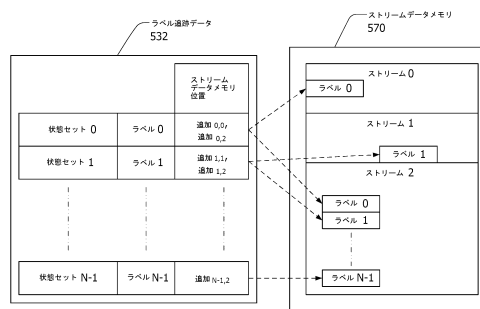 ラベル追跡データ
532
ストリームデータメモリ
570
ストリーム
データメモリ
位置
状態セット 0
ラベル 0
追加 0,0,
追加 0,2
状態セット 1
ラベル 1
追加 1,1,
追加 1,2
状態セット N-1
ラベル N-1
追加N-1,2
ストリーム 0
ラベル 0
ストリーム 1
ラベル 1
ストリーム 2
ラベル 0
ラベル 1
ラベル N-1